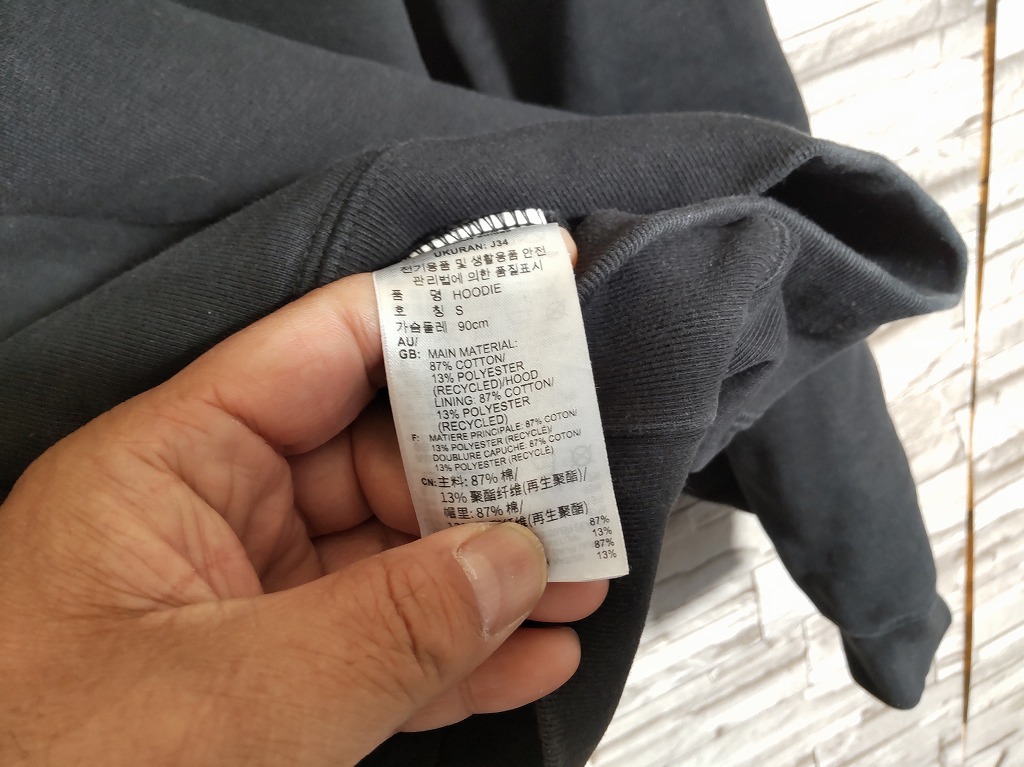 UKURAN: J34
전기용품 및 생활용품 안전
관리법에 의한 품질표시
품 명 HOODIE
호 칭 S
가슴둘레 90cm
AU/
GB: MAIN MATERIAL:
87% COTTON/
13% POLYESTER
(RECYCLED)/HOOD
LINING: 87% COTTON/
13% POLYESTER
(RECYCLED)
F: MATIERE PRINCIPALE: 87% COTON/
13% POLYESTER (RECYCLÉ)/
DOUBLURE CAPUCHE: 87% COTON/
13% POLYESTER (RECYCLÉ)
CN: 主料: 87% 棉/
13% 聚酯纤维(再生聚酯)/
帽里: 87% 棉/
纤维(再生聚酯)
87%
13%
87%
13%